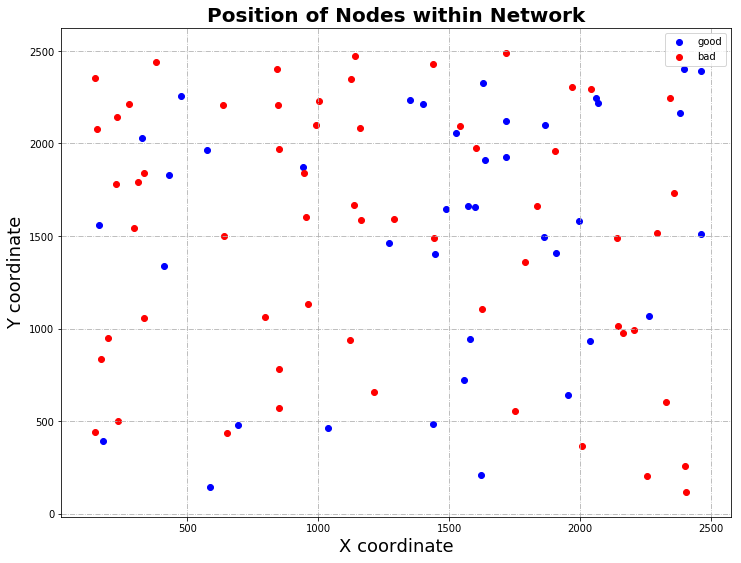 Position of Nodes within Network
good
bad
2500
2000
1500
1000
500
0
Y coordinate
500 1000 1500 2000 2500
X coordinate